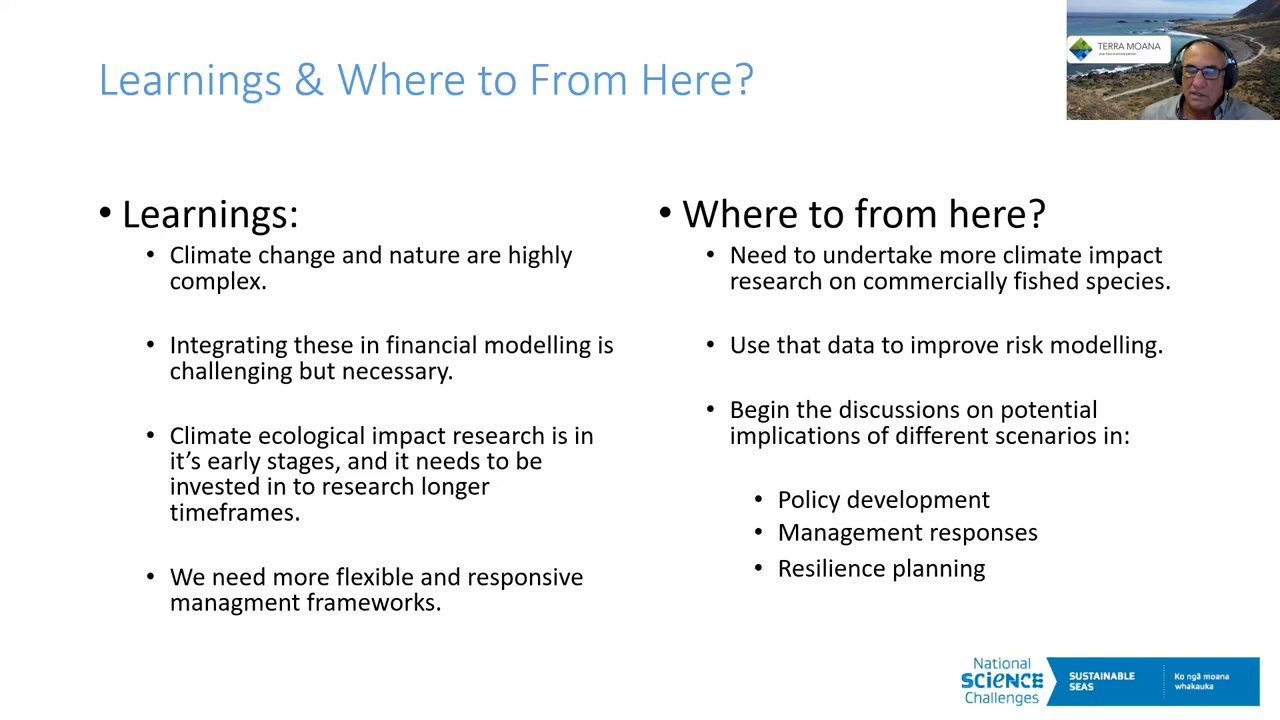 Learnings & Where to From Here?
TERRA MOANA
• Learnings:
• Climate change and nature are highly
complex.
• Integrating these in financial modelling is
challenging but necessary.
• Climate ecological impact research is in
it’s early stages, and it needs to be
invested in to research longer
timeframes.
• We need more flexible and responsive
managment frameworks.
• Where to from here?
• Need to undertake more climate impact
research on commercially fished species.
• Use that data to improve risk modelling.
• Begin the discussions on potential
implications of different scenarios in:
• Policy development
• Management responses
• Resilience planning
National
SCIENCE
Challenges
SUSTAINABLE
SEAS
Ko ngā moana
whakauka